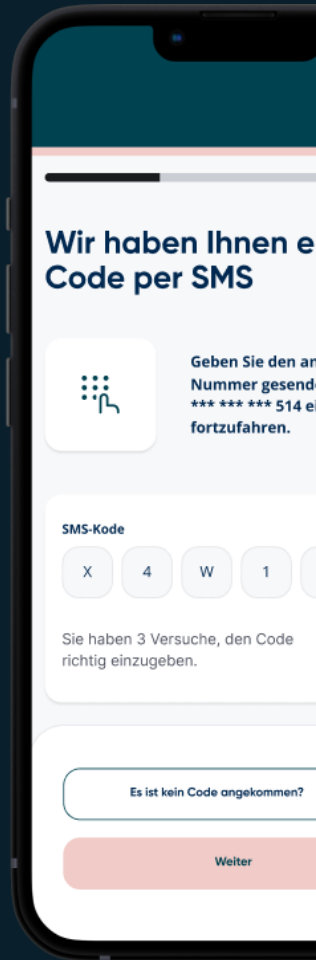 Wir haben Ihnen e
Code per SMS
Geben Sie den an
Nummer gesend
*** *** *** 514 ei
fortzufahren.
SMS-Kode
X 4 W 1
Sie haben 3 Versuche, den Code
richtig einzugeben.
Es ist kein Code angekommen?
Weiter